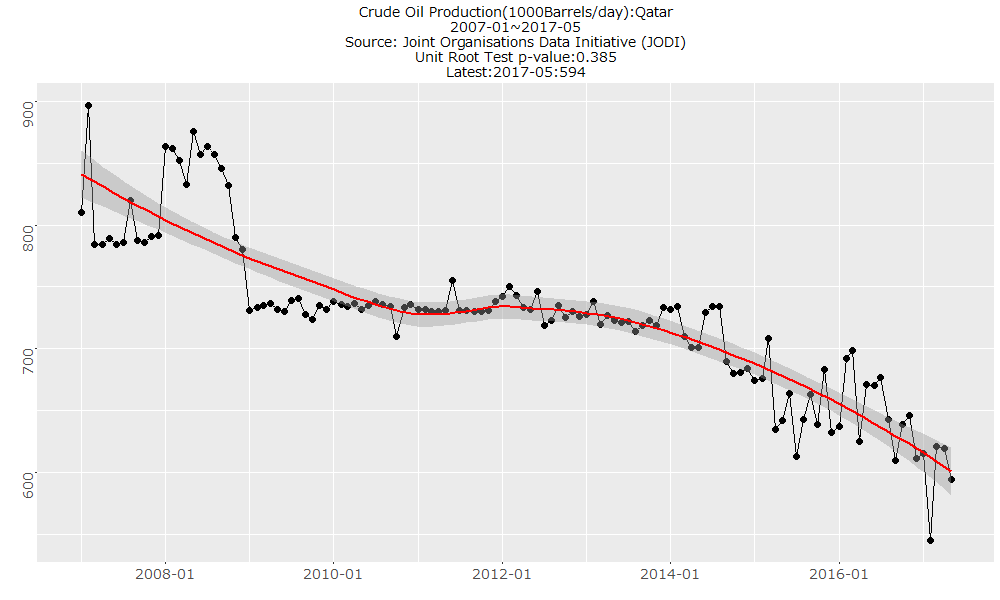 Crude Oil Production(1000Barrels/day):Qatar
2007-01~2017-05
Source: Joint Organisations Data Initiative (JODI)
Unit Root Test p-value:0.385
Latest:2017-05:594
900
800
700
600
2008-01
2010-01
2012-01
2014-01
2016-01